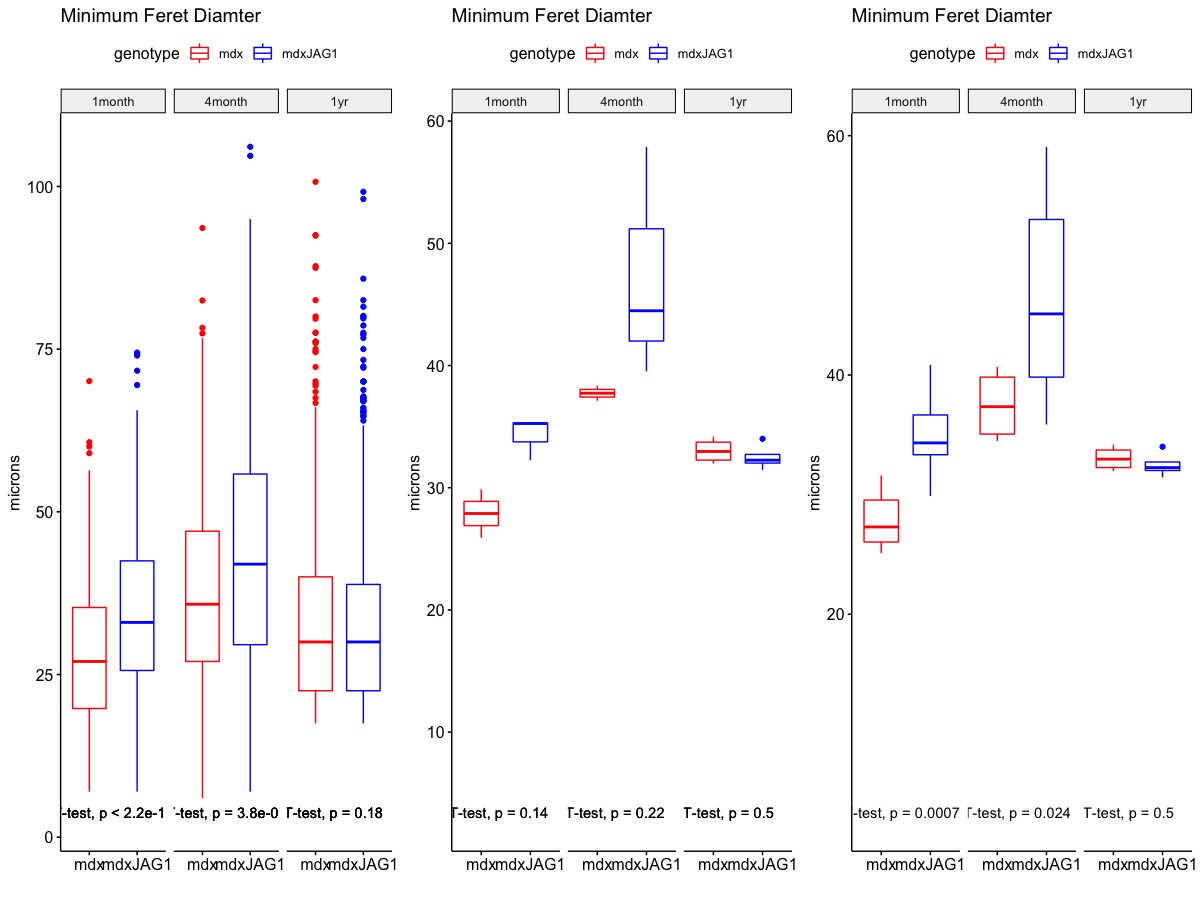 Minimum Feret Diamter
genotype mdx mdxJAG1
1month 4month 1yr
microns
100
75
50
25
0
-test, p < 2.2e-1 -test, p = 3.8e-0 T-test, p = 0.18
mdx mdxJAG1 mdx mdxJAG1 mdx mdxJAG1
Minimum Feret Diamter
genotype mdx mdxJAG1
1month 4month 1yr
microns
60
50
40
30
20
10
T-test, p = 0.14 T-test, p = 0.22 T-test, p = 0.5
mdx mdxJAG1 mdx mdxJAG1 mdx mdxJAG1
Minimum Feret Diamter
genotype mdx mdxJAG1
1month 4month 1yr
microns
60
40
20
-test, p = 0.0007 T-test, p = 0.024 T-test, p = 0.5
mdx mdxJAG1 mdx mdxJAG1 mdx mdxJAG1